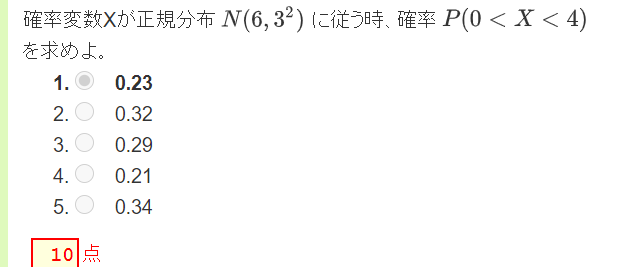 確率変数Xが正規分布 N(6, 3²) に従う時、確率 P(0 < X < 4)
を求めよ。
1. 0.23
2. 0.32
3. 0.29
4. 0.21
5. 0.34
10 点